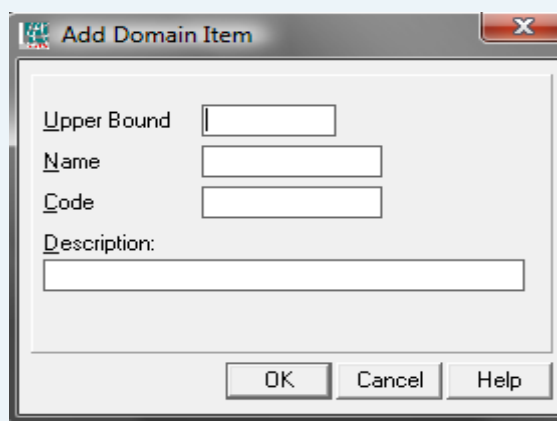 Add Domain Item
Upper Bound
Name
Code
Description:
OK Cancel Help